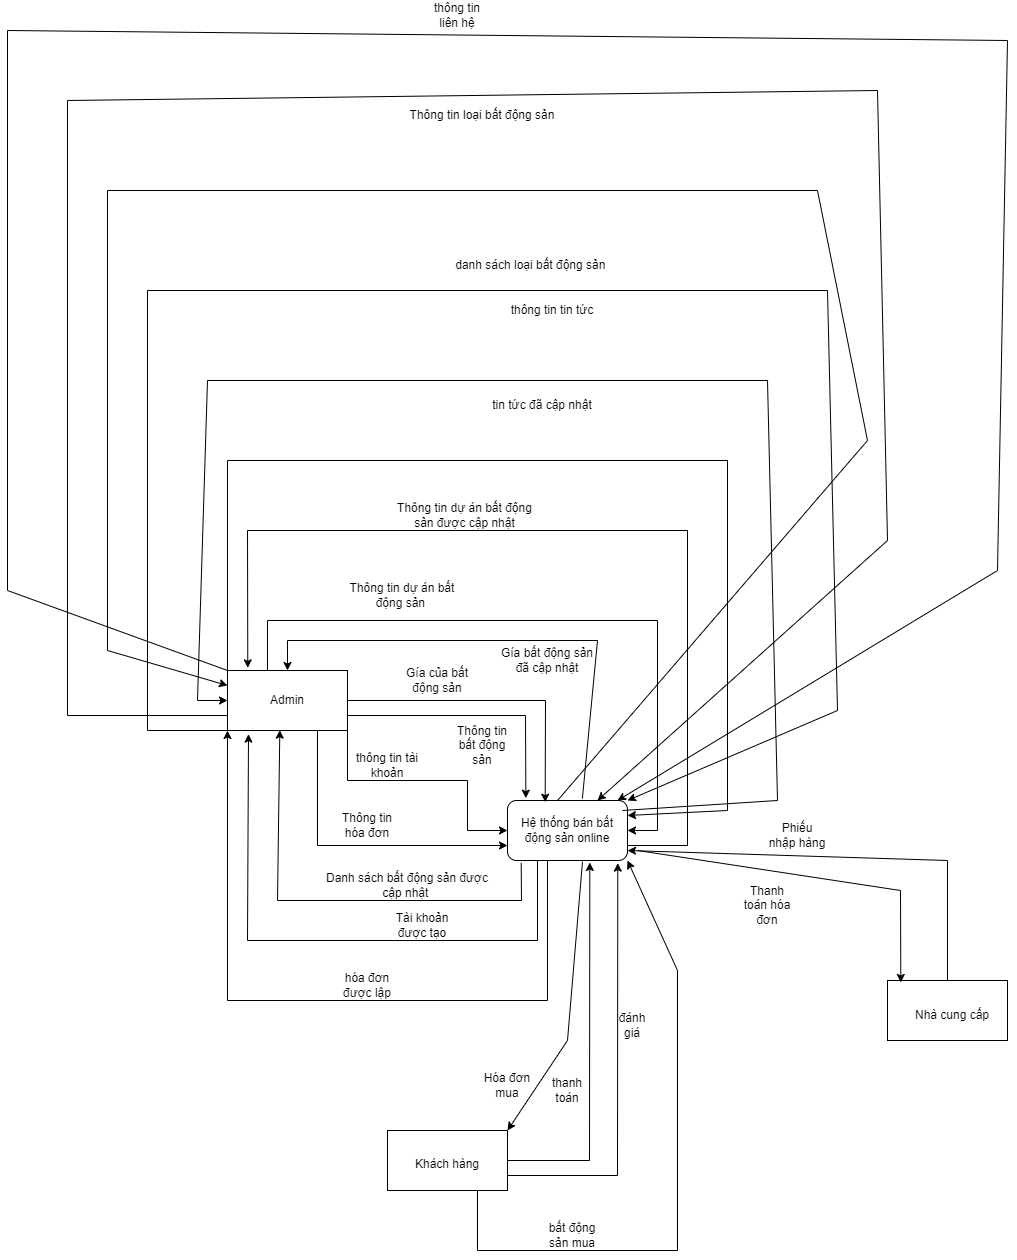 thông tin
liên hệ
Thông tin loại bất động sản
danh sách loại bất động sản
thông tin tin tức
tin tức đã cập nhật
Thông tin dự án bất động
sản được cập nhật
Thông tin dự án bất
động sản
Gía bất động sản
đã cập nhật
Gía của bất
động sản
Admin
Thông tin
bất động
sản
thông tin tài
khoản
Thông tin
hóa đơn
Hệ thống bán bất
động sản online
Phiếu
nhập hàng
Danh sách bất động sản được
cập nhật
Thanh
toán hóa
đơn
Tài khoản
được tạo
hóa đơn
được lập
Nhà cung cấp
đánh
giá
Hóa đơn
mua
thanh
toán
Khách hàng
bất động
sản mua